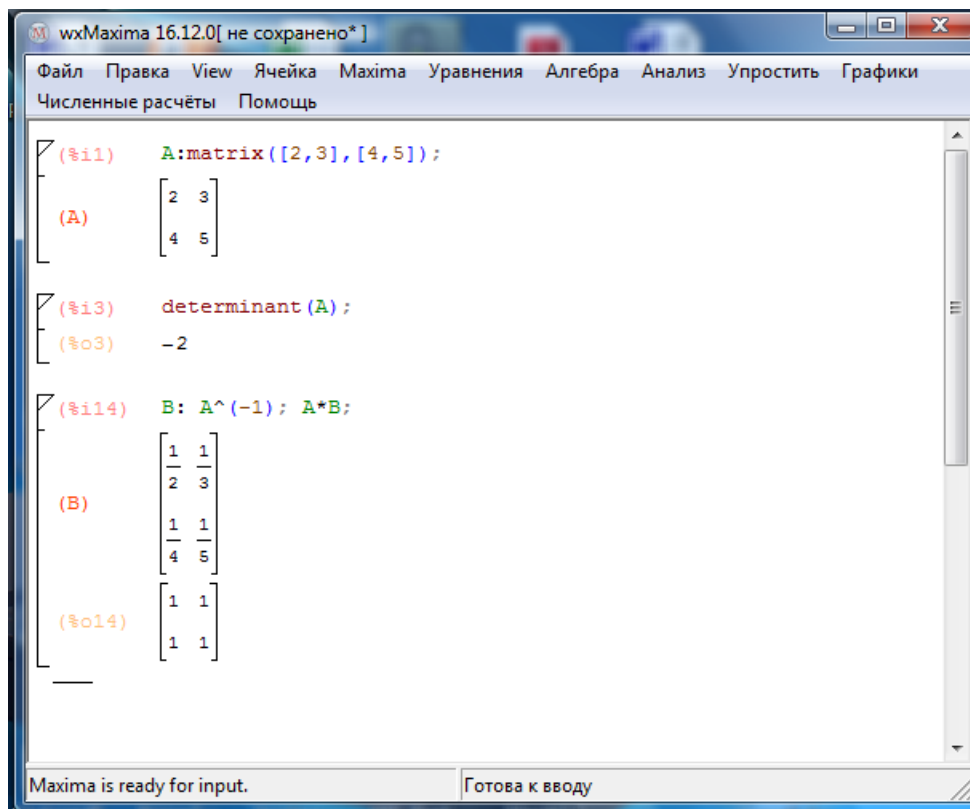 wxMaxima 16.12.0[ не сохранено* ]
Файл Правка View Ячейка Maxima Уравнения Алгебра Анализ Упростить Графики
Численные расчёты Помощь
(%i1) A:matrix([2,3],[4,5]);
2 3
(A)
4 5
(%i3) determinant(A);
(%o3) -2
(%i14) B: A^(-1); A*B;
1 1
2 3
(B)
1 1
4 5
1 1
(%o14)
1 1
Maxima is ready for input. Готова к вводу